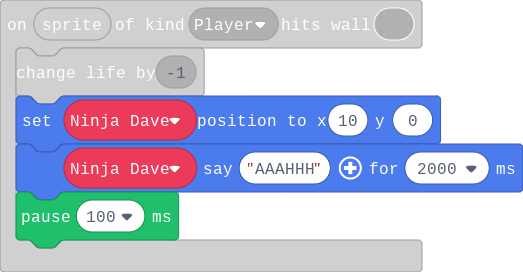 on sprite of kind Player hits wall
change life by -1
set Ninja Dave position to x 10 y 0
Ninja Dave say "AAAHHH" for 2000 ms
pause 100 ms